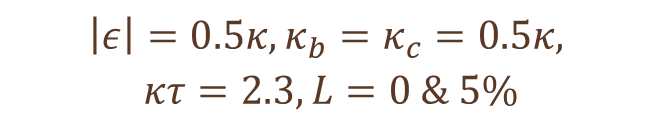 |ϵ| = 0.5κ, κ_b = κ_c = 0.5κ,
κτ = 2.3, L = 0 & 5%